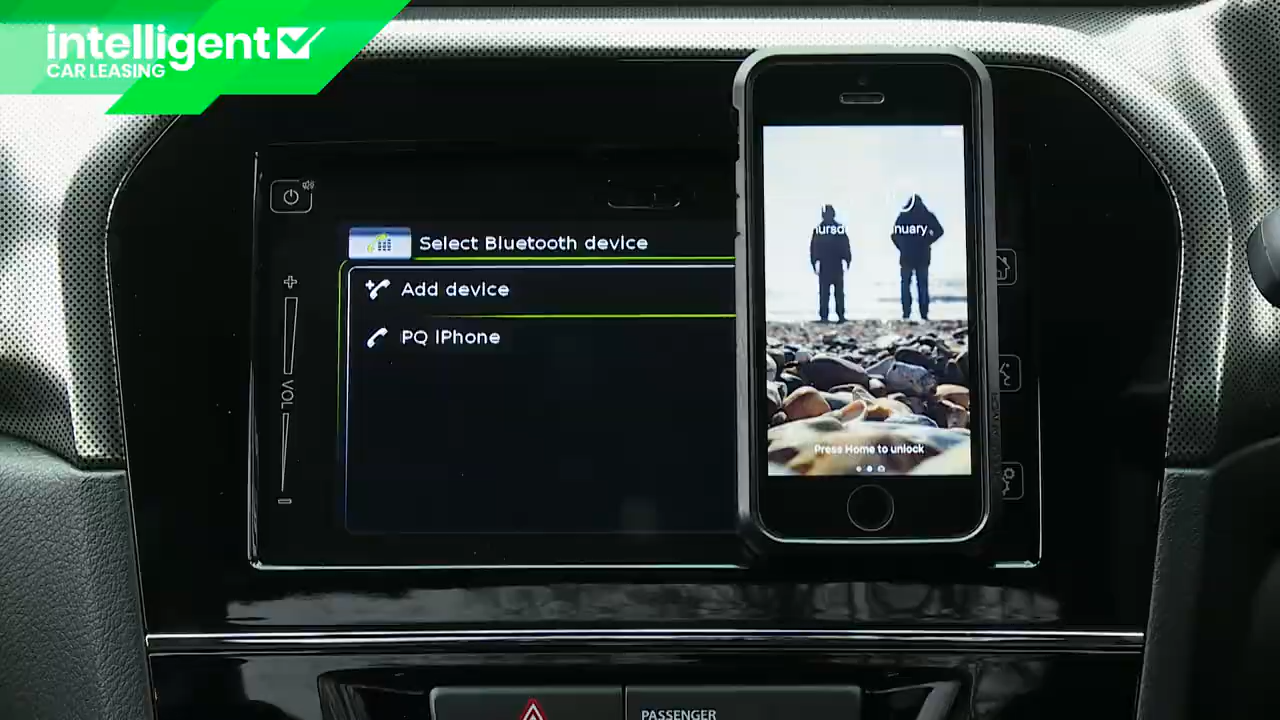 intelligent
CAR LEASING
Select Bluetooth device
Add device
PQ iPhone
VOL
Press Home to unlock
PASSENGER